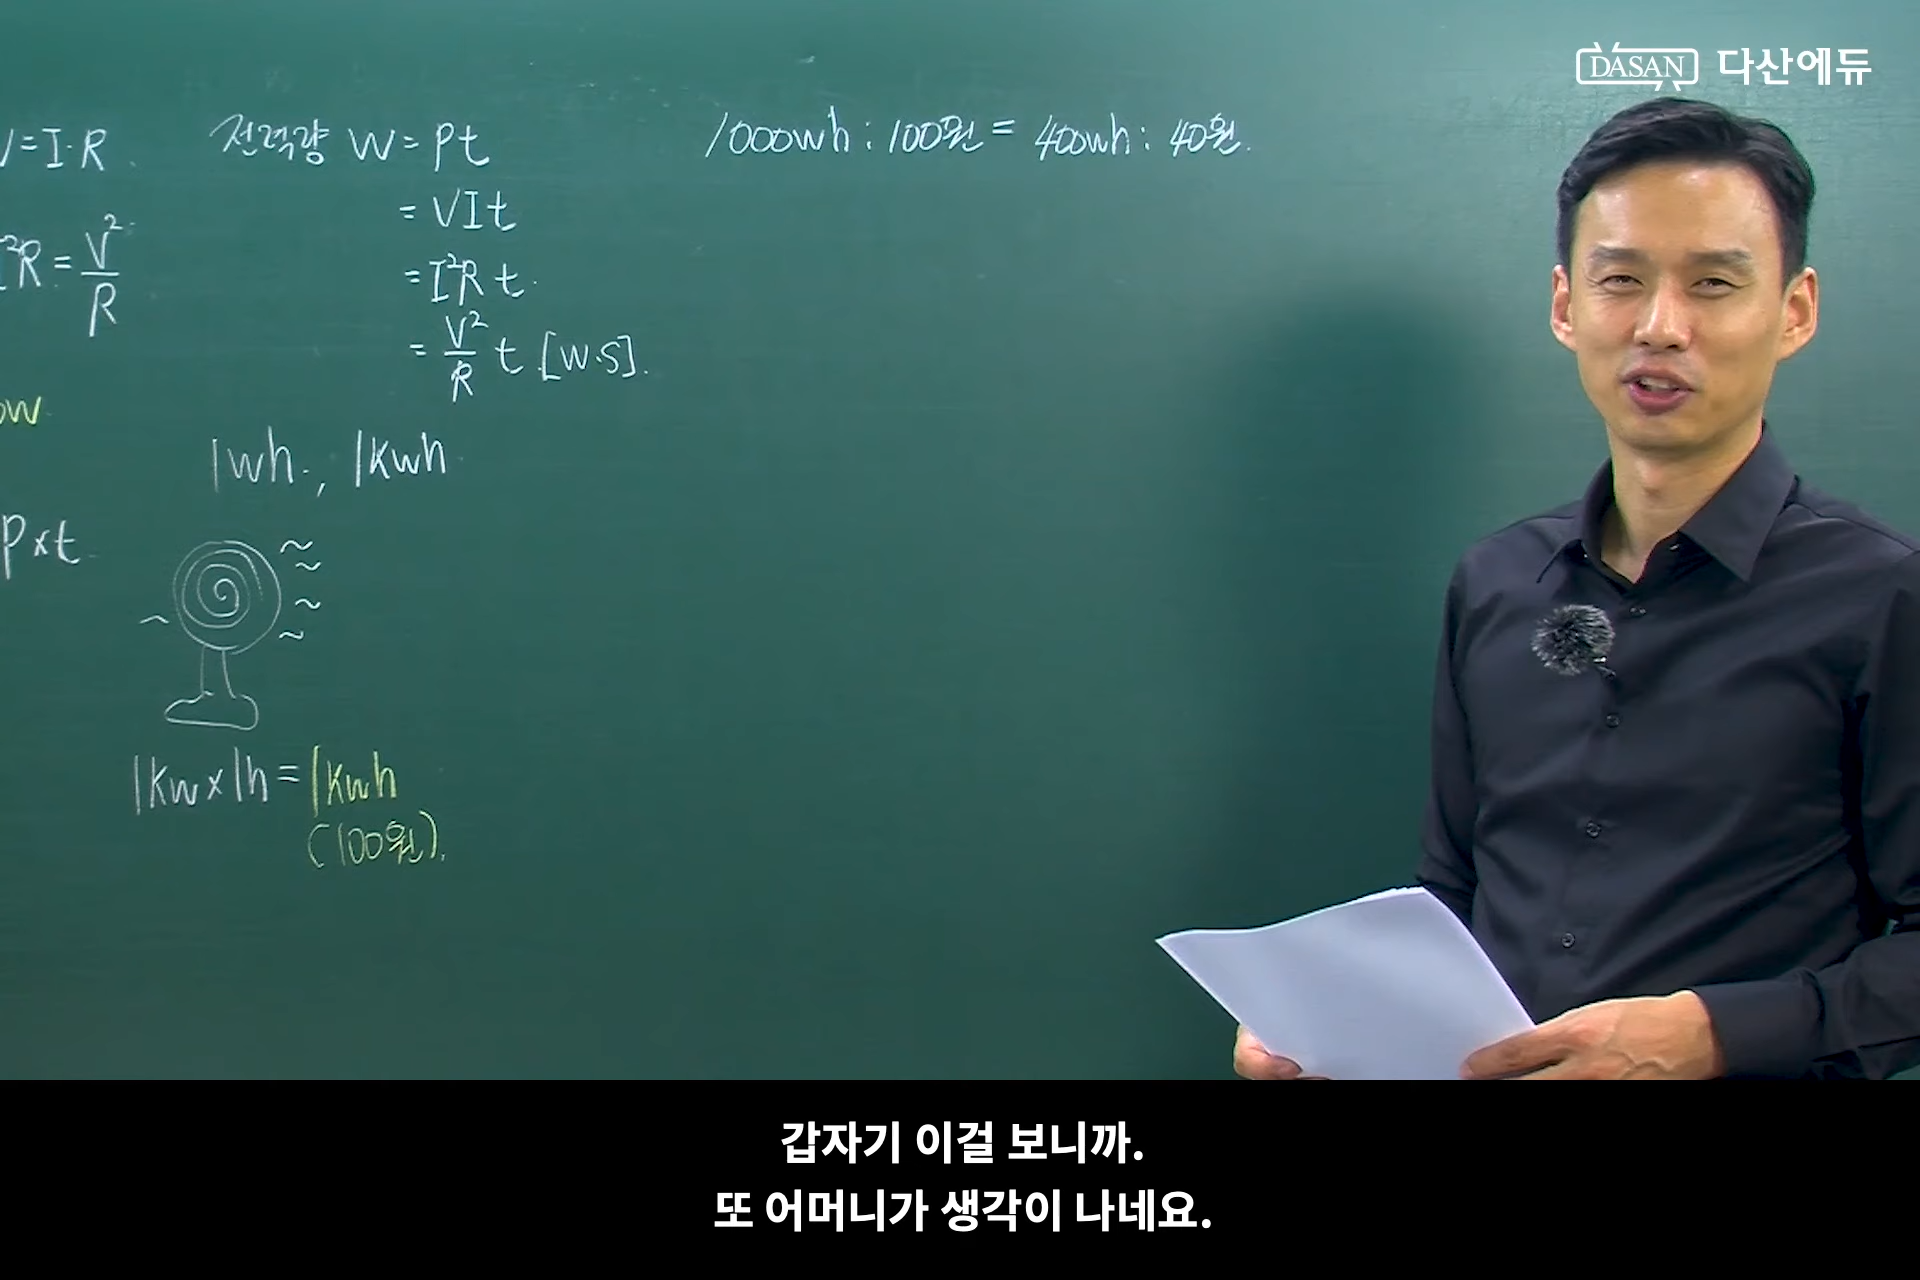 DASAN 다산에듀
V=I·R
전력량 W=Pt
1000wh : 100원 = 400wh : 40원.
=VIt
I²R=V²/R
=I²Rt.
=V²/R t [W·S].
ow
1wh., 1kwh
P×t
1kw×1h=1kwh
(100원).
갑자기 이걸 보니까.
또 어머니가 생각이 나네요.